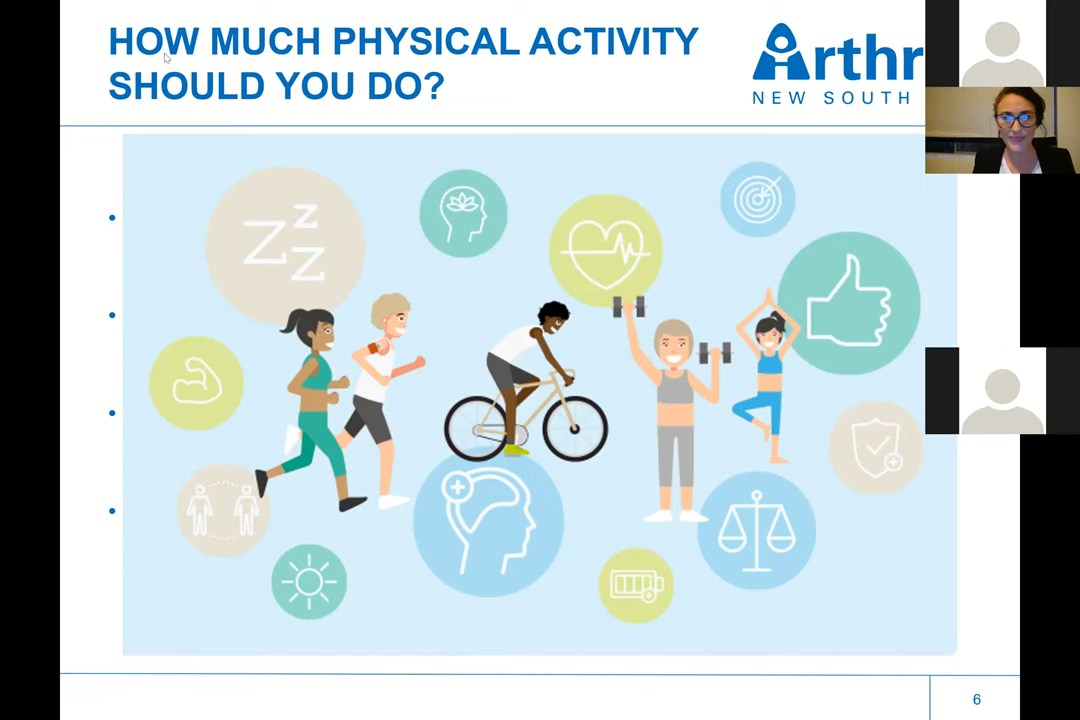 HOW MUCH PHYSICAL ACTIVITY
SHOULD YOU DO?
Arthr
NEW SOUTH
Z Z Z
6